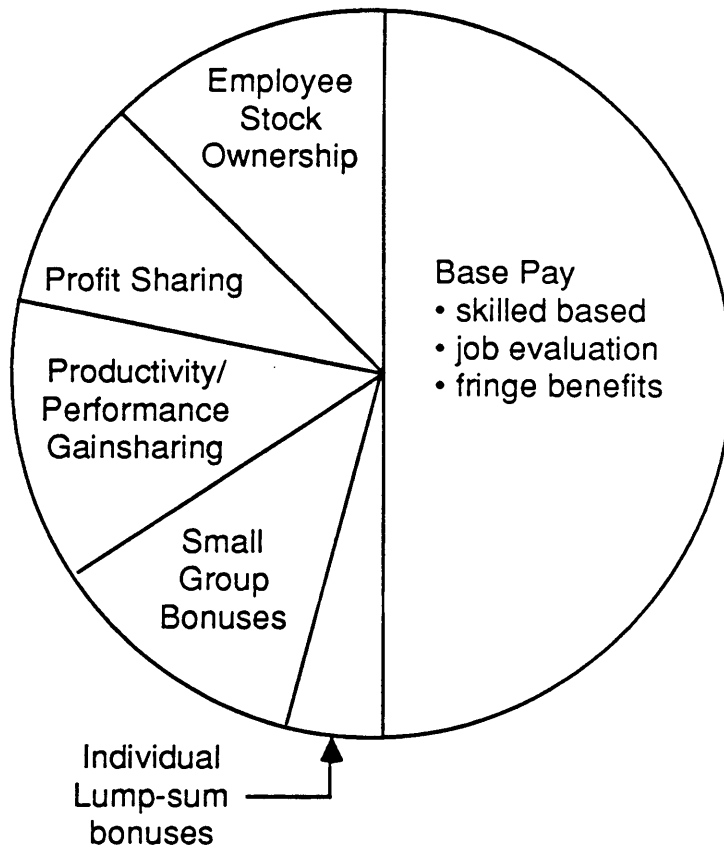 Employee
Stock
Ownership
Profit Sharing
Base Pay
• skilled based
• job evaluation
• fringe benefits
Productivity/
Performance
Gainsharing
Small
Group
Bonuses
Individual
Lump-sum
bonuses